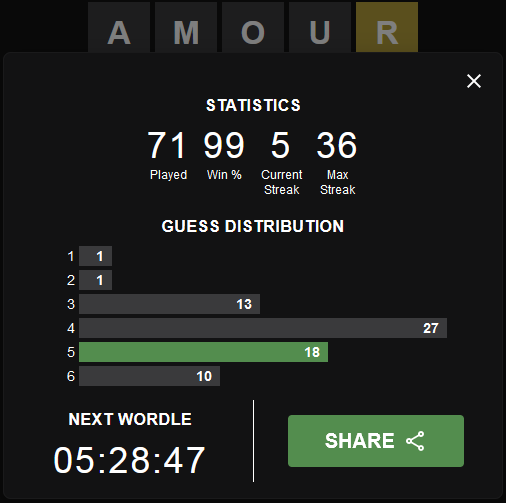 A M O U R
STATISTICS
71 99 5 36
Played Win % Current Streak Max Streak
GUESS DISTRIBUTION
1 1
2 1
3 13
4 27
5 18
6 10
NEXT WORDLE
05:28:47
SHARE